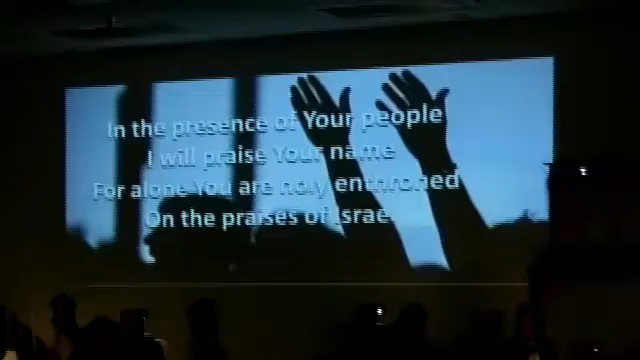 In the presence of Your people
I will praise Your name
For alone You are holy enthroned
On the praises of Israel